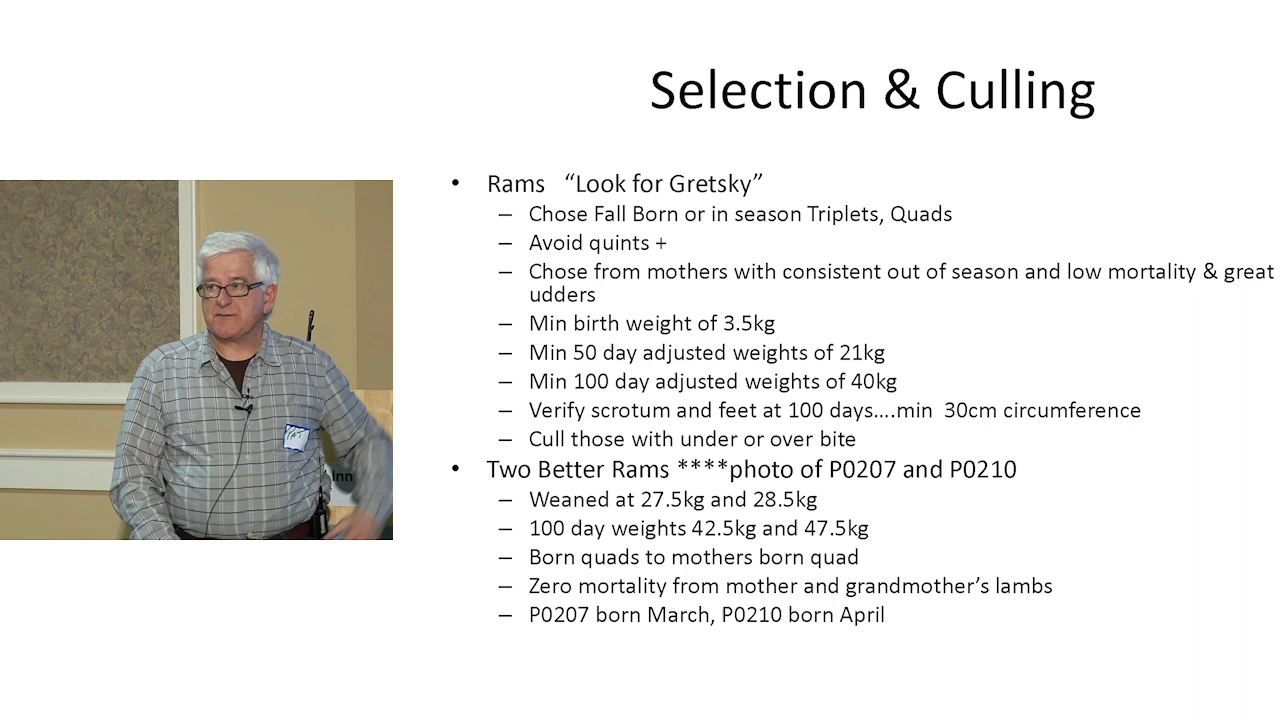 Selection & Culling
• Rams “Look for Gretsky”
– Chose Fall Born or in season Triplets, Quads
– Avoid quints +
– Chose from mothers with consistent out of season and low mortality & great
udders
– Min birth weight of 3.5kg
– Min 50 day adjusted weights of 21kg
– Min 100 day adjusted weights of 40kg
– Verify scrotum and feet at 100 days….min 30cm circumference
– Cull those with under or over bite
• Two Better Rams ****photo of P0207 and P0210
– Weaned at 27.5kg and 28.5kg
– 100 day weights 42.5kg and 47.5kg
– Born quads to mothers born quad
– Zero mortality from mother and grandmother’s lambs
– P0207 born March, P0210 born April
PAT
Inn